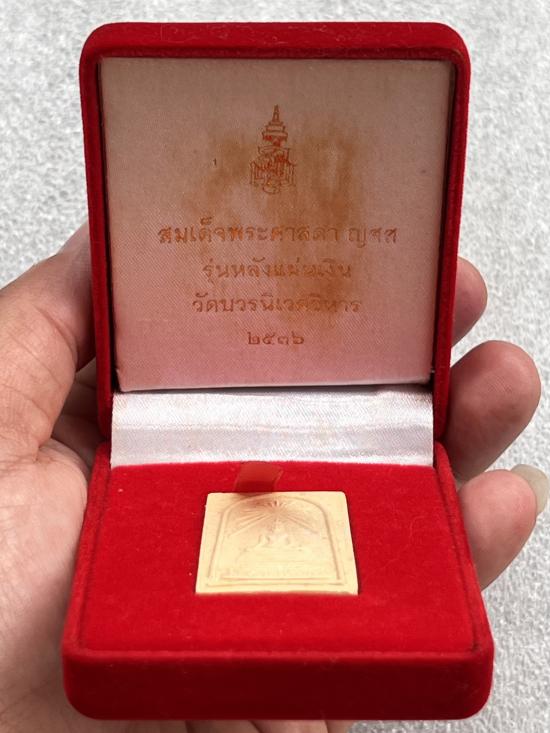 สมเด็จพระศาสดา ญสส
รุ่นหลังแผ่นเงิน
วัดบวรนิเวศวิหาร
๒๕๓๖